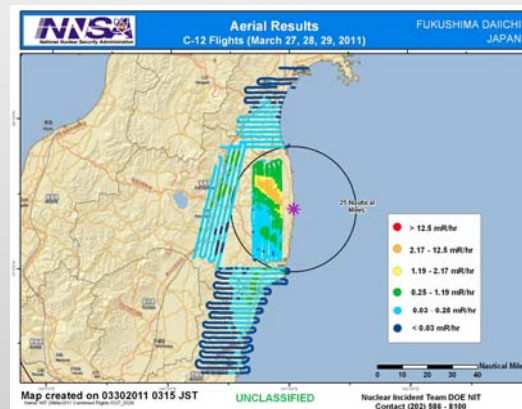 NNSA
National Nuclear Security Administration
Aerial Results
C-12 Flights (March 27, 28, 29, 2011)
FUKUSHIMA DAIICHI
JAPAN
25 Nautical
Miles
> 12.5 mR/hr
2.17 - 12.5 mR/hr
1.19 - 2.17 mR/hr
0.25 - 1.19 mR/hr
0.03 - 0.25 mR/hr
< 0.03 mR/hr
Nautical Miles
0 10 20 30 40
Map created on 03302011 0315 JST
UNCLASSIFIED
Nuclear Incident Team DOE NIT
Contact (202) 586 - 8100